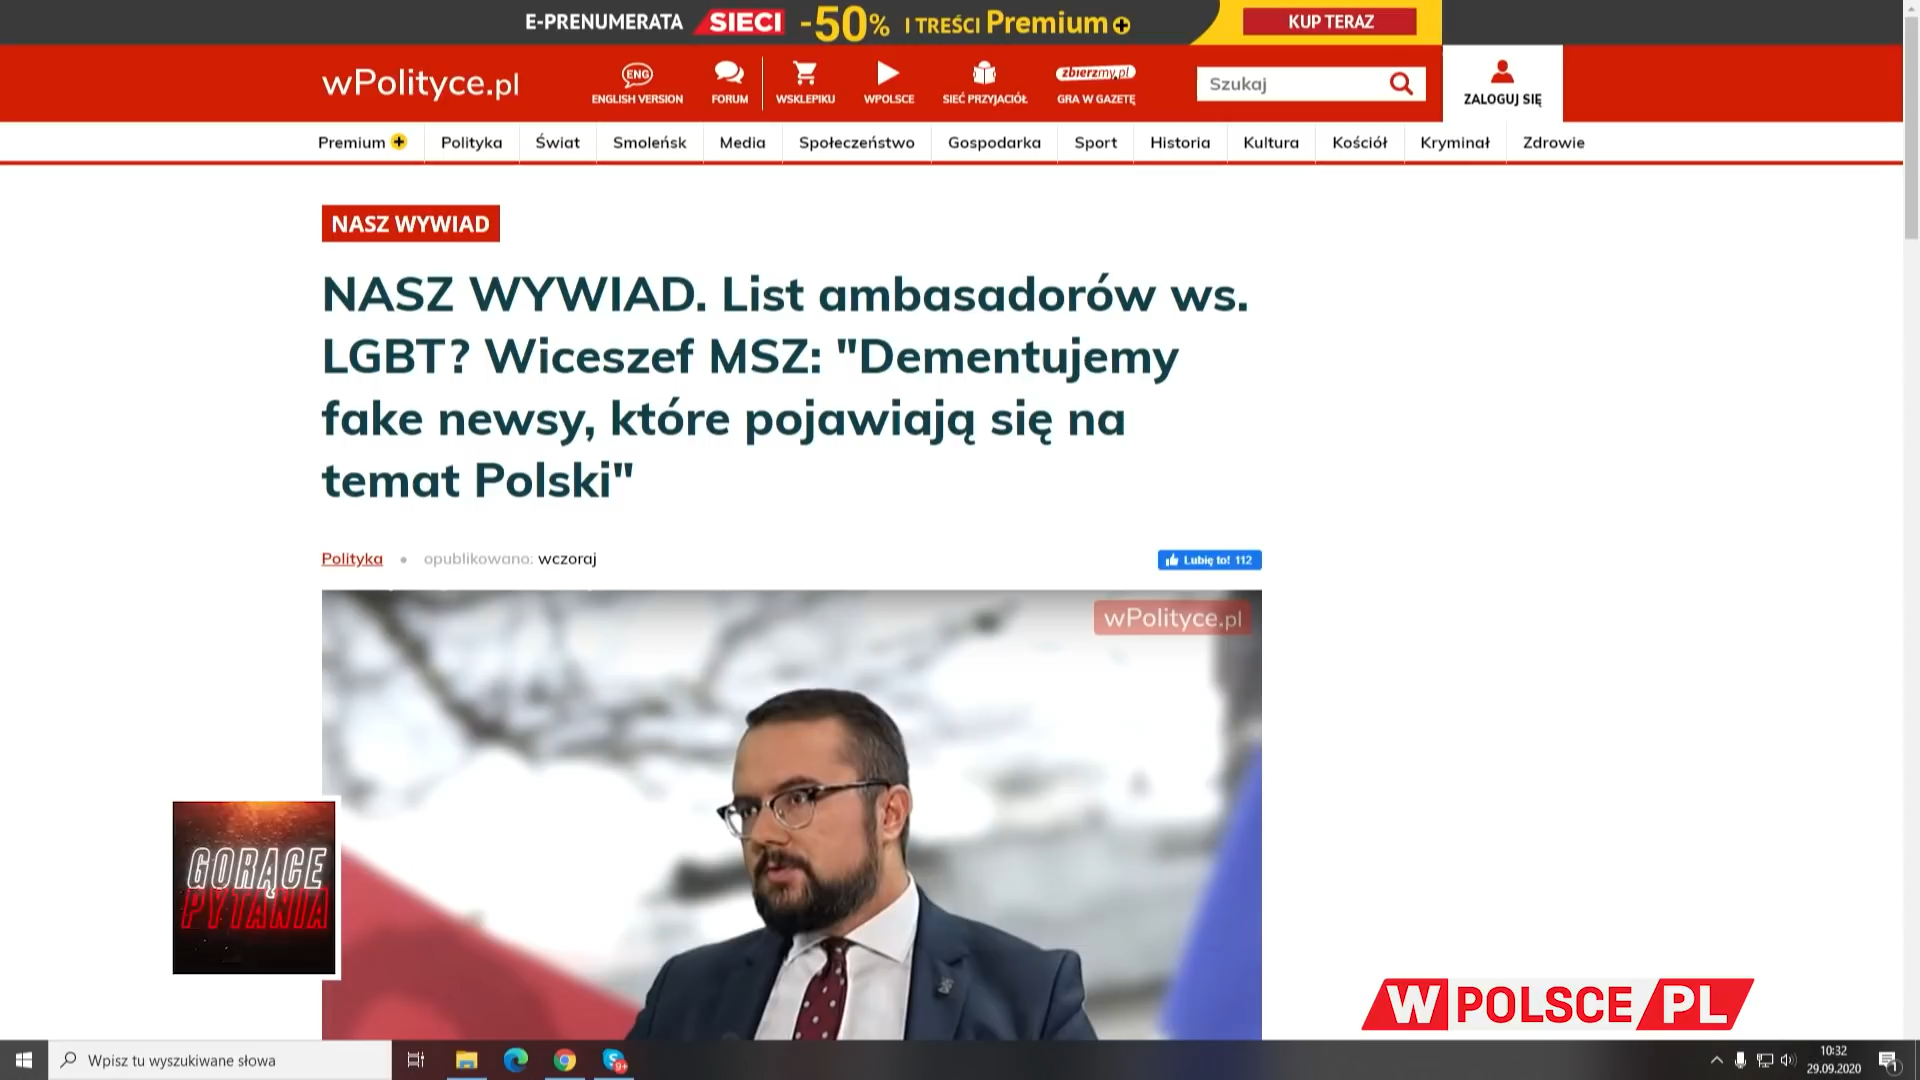 E-PRENUMERATA SIECI -50% I TREŚCI Premium+ KUP TERAZ
wPolityce.pl
ENG
ENGLISH VERSION
FORUM
WSKLEPIKU
WPOLSCE
SIEĆ PRZYJACIÓŁ
zbierzmy.pl
GRA W GAZETĘ
Szukaj
ZALOGUJ SIĘ
Premium + Polityka Świat Smoleńsk Media Społeczeństwo Gospodarka Sport Historia Kultura Kościół Kryminał Zdrowie
NASZ WYWIAD
NASZ WYWIAD. List ambasadorów ws.
LGBT? Wiceszef MSZ: "Dementujemy
fake newsy, które pojawiają się na
temat Polski"
Polityka • opublikowano: wczoraj
Lubię to! 112
wPolityce.pl
GORĄCE
PYTANIA
WPOLSCE.PL
Wpisz tu wyszukiwane słowa
9+
10:32
29.09.2020
1